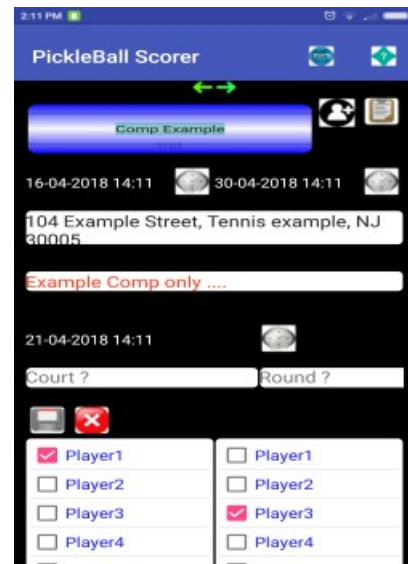 2:11 PM
PickleBall Scorer
Comp Example
16-04-2018 14:11 30-04-2018 14:11
104 Example Street, Tennis example, NJ
30005
Example Comp only ....
21-04-2018 14:11
Court ? Round ?
Player1 Player1
Player2 Player2
Player3 Player3
Player4 Player4